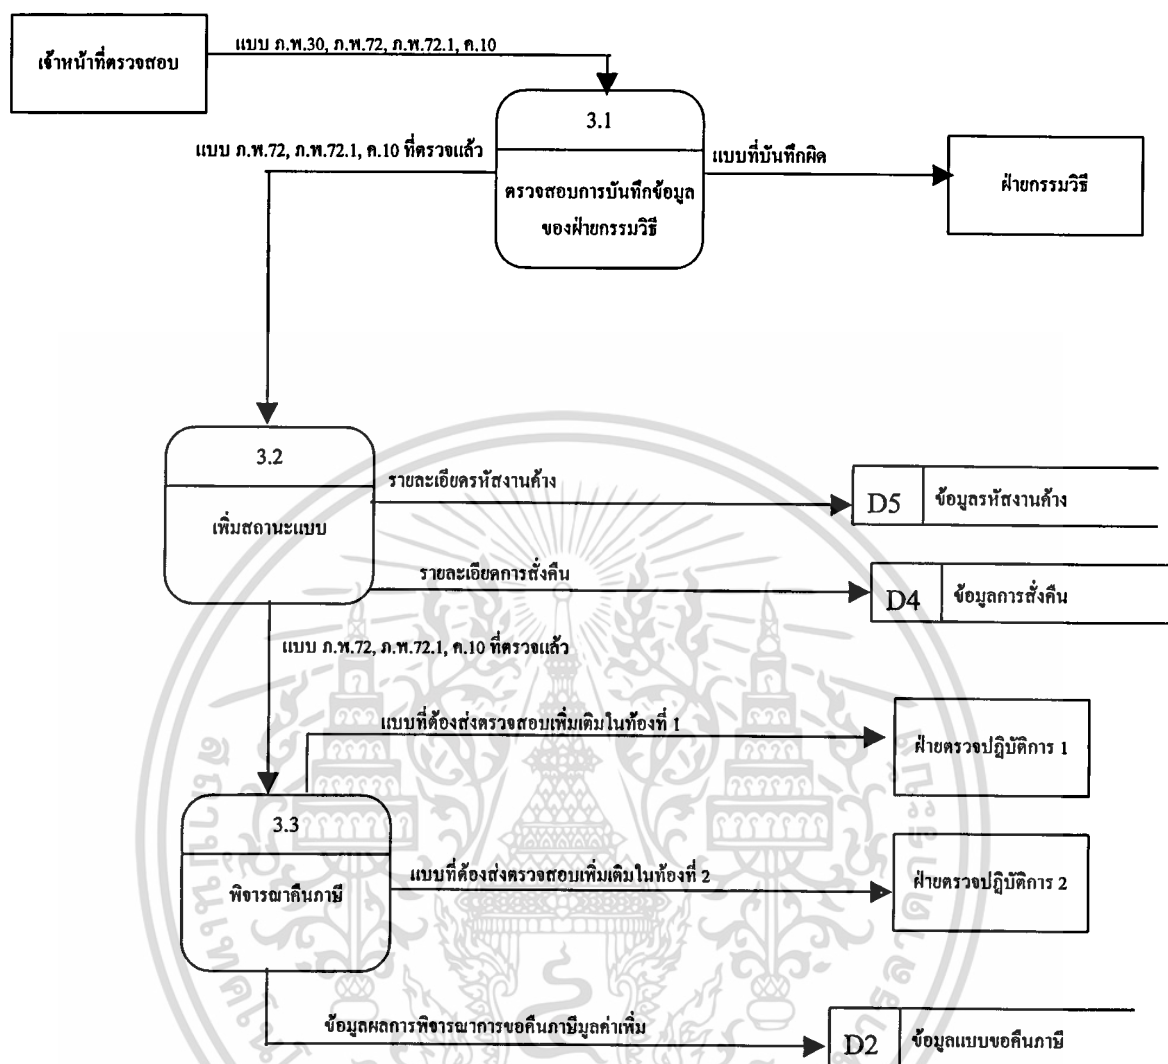 แบบ ภ.พ.30, ภ.พ.72, ภ.พ.72.1, ค.10
เจ้าหน้าที่ตรวจสอบ
3.1
แบบ ภ.พ.72, ภ.พ.72.1, ค.10 ที่ตรวจแล้ว
แบบที่บันทึกผิด
ตรวจสอบการบันทึกข้อมูล
ของฝ่ายกรรมวิธี
ฝ่ายกรรมวิธี
3.2
เพิ่มสถานะแบบ
รายละเอียดรหัสงานค้าง
D5
ข้อมูลรหัสงานค้าง
รายละเอียดการสั่งคืน
D4
ข้อมูลการสั่งคืน
แบบ ภ.พ.72, ภ.พ.72.1, ค.10 ที่ตรวจแล้ว
แบบที่ต้องส่งตรวจสอบเพิ่มเติมในท้องที่ 1
ฝ่ายตรวจปฏิบัติการ 1
3.3
พิจารณาคืนภาษี
แบบที่ต้องส่งตรวจสอบเพิ่มเติมในท้องที่ 2
ฝ่ายตรวจปฏิบัติการ 2
ข้อมูลผลการพิจารณาการขอคืนภาษีมูลค่าเพิ่ม
D2
ข้อมูลแบบขอคืนภาษี